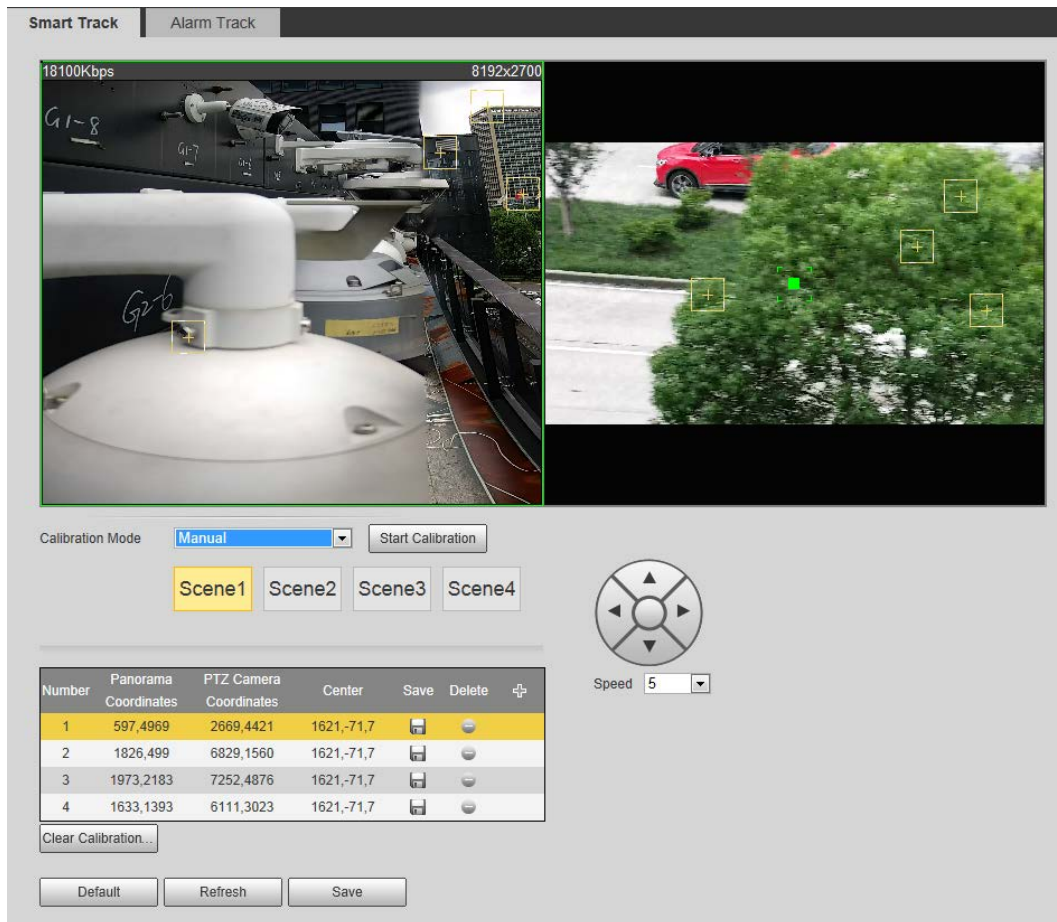 Smart Track Alarm Track
18100Kbps 8192x2700
G1-8
G1-7
G2-6
Calibration Mode Manual Start Calibration
Scene1 Scene2 Scene3 Scene4
Speed 5
Number Panorama Coordinates PTZ Camera Coordinates Center Save Delete
1 597,4969 2669,4421 1621,-71,7
2 1826,499 6829,1560 1621,-71,7
3 1973,2183 7252,4876 1621,-71,7
4 1633,1393 6111,3023 1621,-71,7
Clear Calibration...
Default Refresh Save